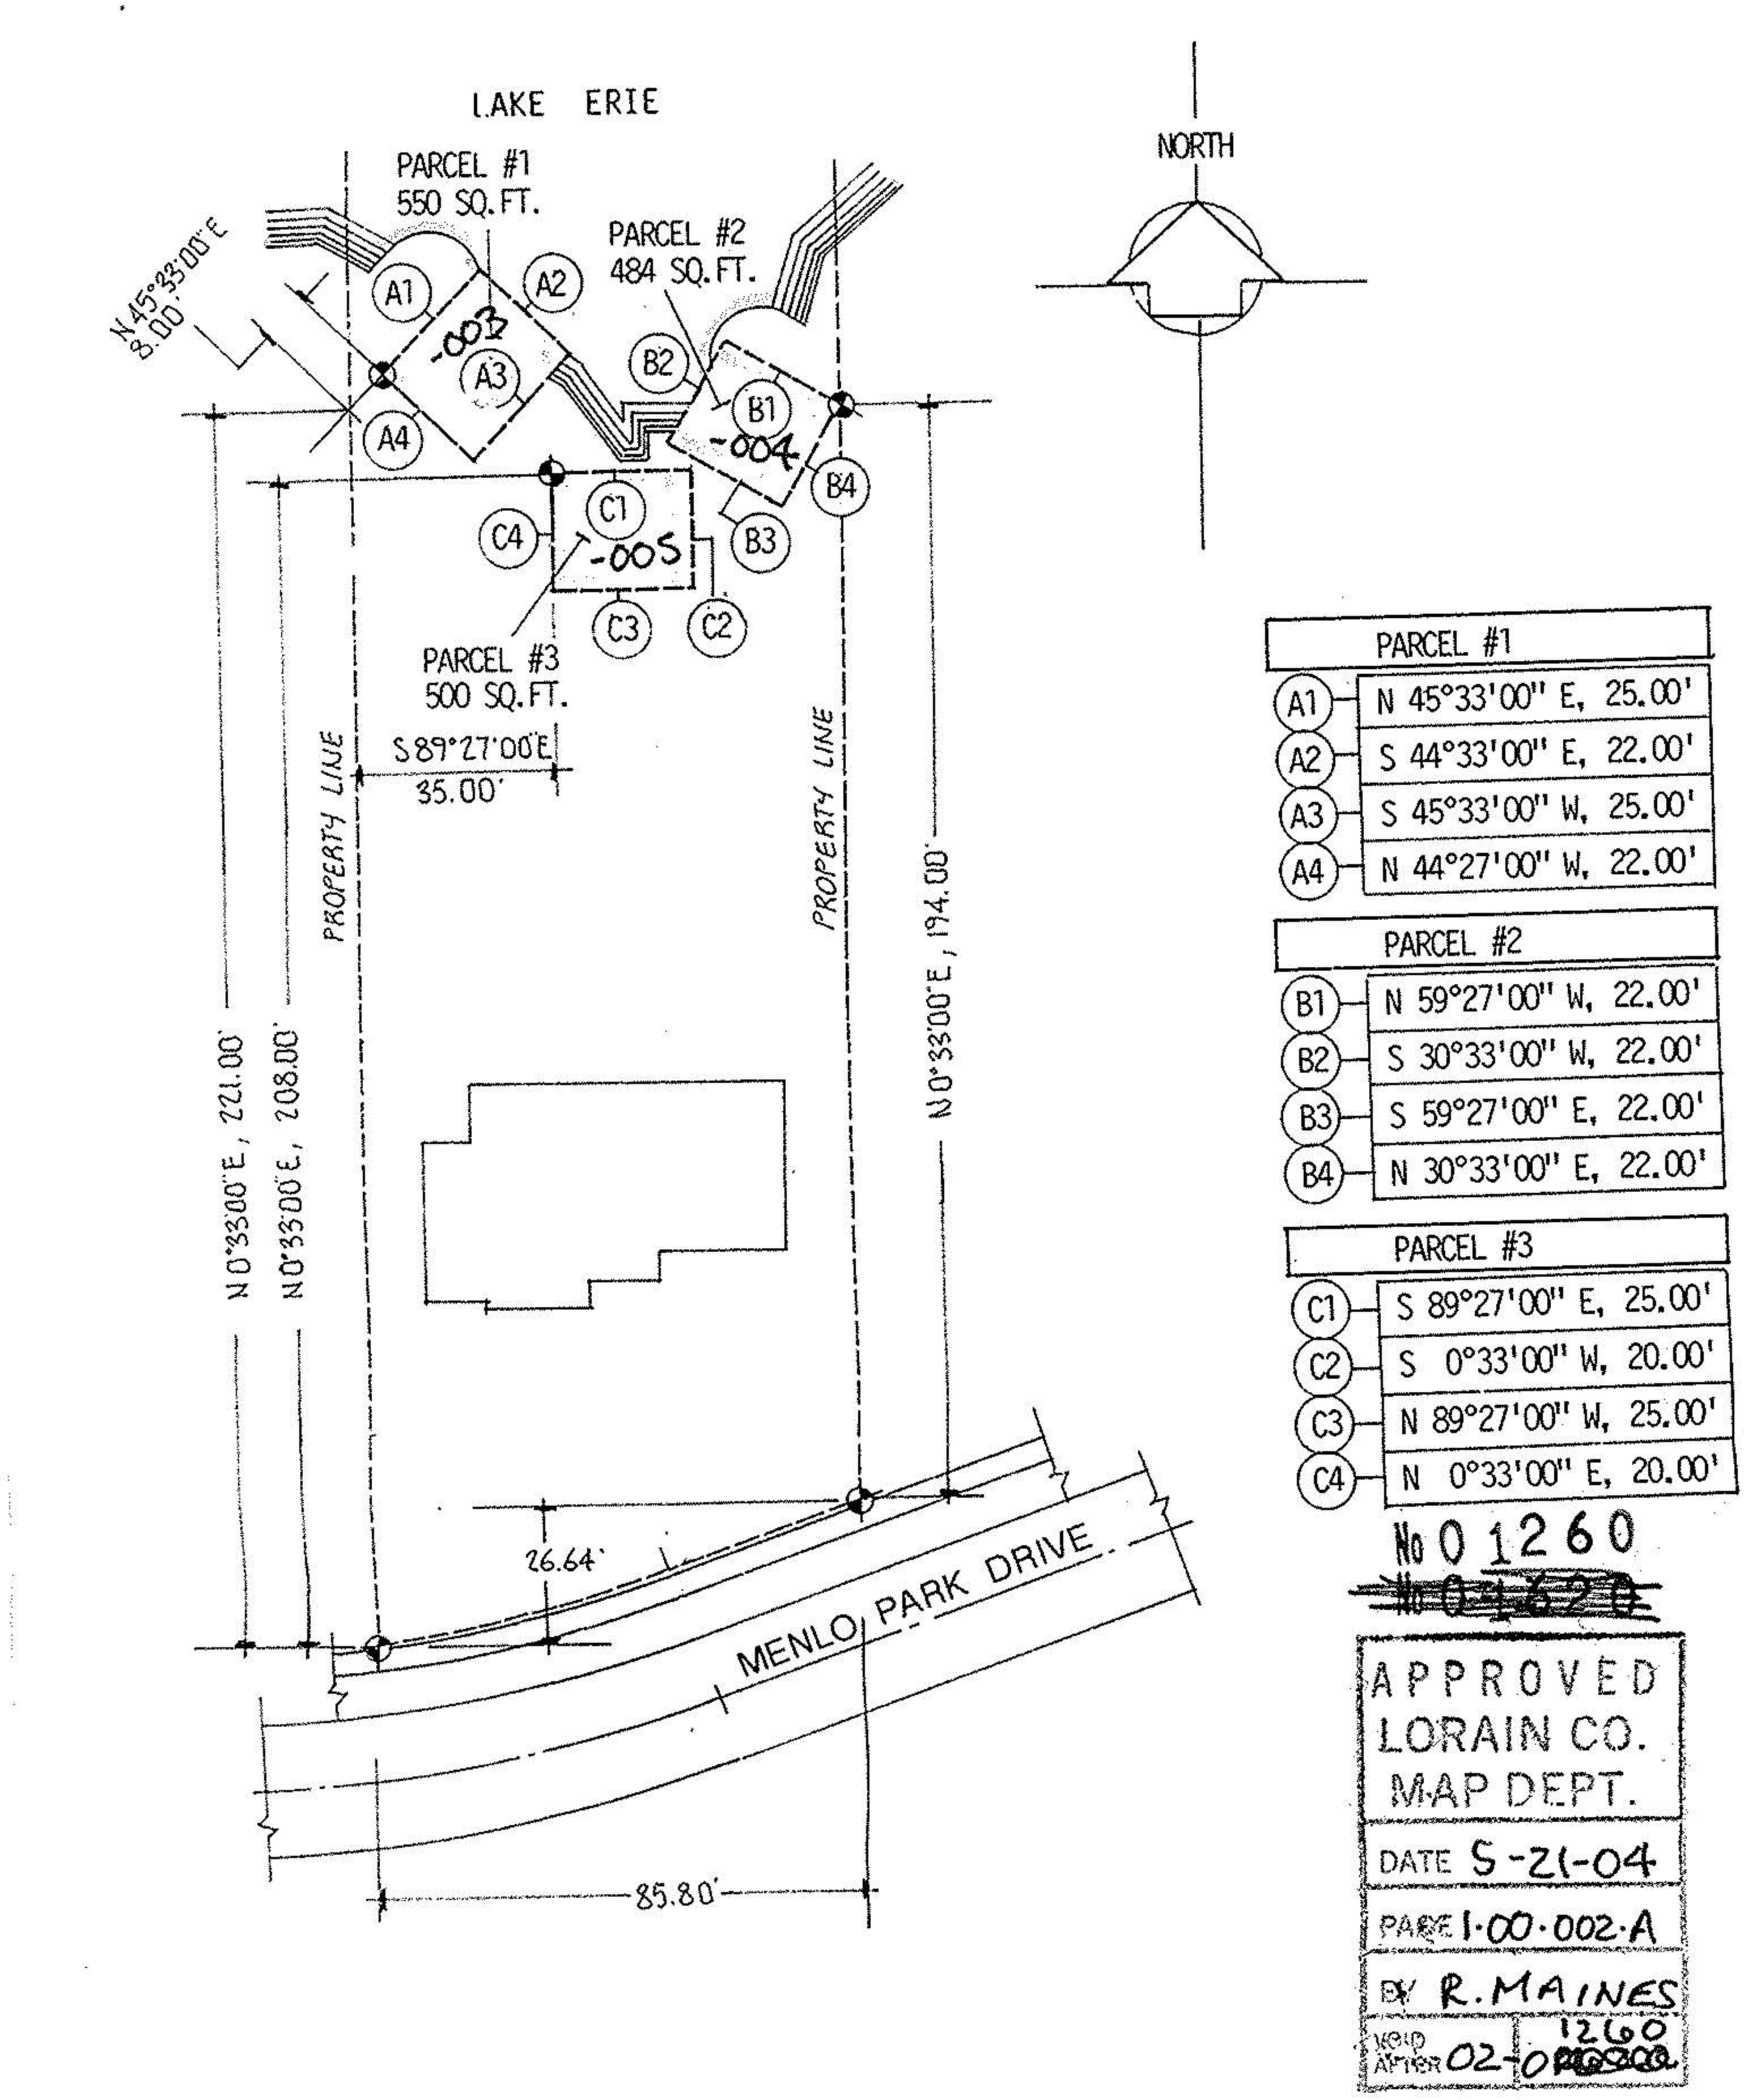 LAKE ERIE
NORTH
PARCEL #1
550 SQ.FT.
PARCEL #2
484 SQ.FT.
N 45°33'00"E
8.00'
A1
A2
-003
A3
A4
B2
B1
-004
B4
B3
C1
C4
-005
C3
C2
PARCEL #3
500 SQ.FT.
S 89°27'00"E
35.00'
PROPERTY LINE
PROPERTY LINE
N 0°33'00"E, 221.00'
N 0°33'00"E, 208.00'
N 0°33'00"E, 194.00'
26.64'
MENLO PARK DRIVE
85.80'
PARCEL #1
A1 N 45°33'00" E, 25.00'
A2 S 44°33'00" E, 22.00'
A3 S 45°33'00" W, 25.00'
A4 N 44°27'00" W, 22.00'
PARCEL #2
B1 N 59°27'00" W, 22.00'
B2 S 30°33'00" W, 22.00'
B3 S 59°27'00" E, 22.00'
B4 N 30°33'00" E, 22.00'
PARCEL #3
C1 S 89°27'00" E, 25.00'
C2 S 0°33'00" W, 20.00'
C3 N 89°27'00" W, 25.00'
C4 N 0°33'00" E, 20.00'
No 01260
No 01620
APPROVED
LORAIN CO.
MAP DEPT.
DATE 5-21-04
PAGE 1.00.002.A
BY R. MAINES
1260
VOID
AFTER 02-0